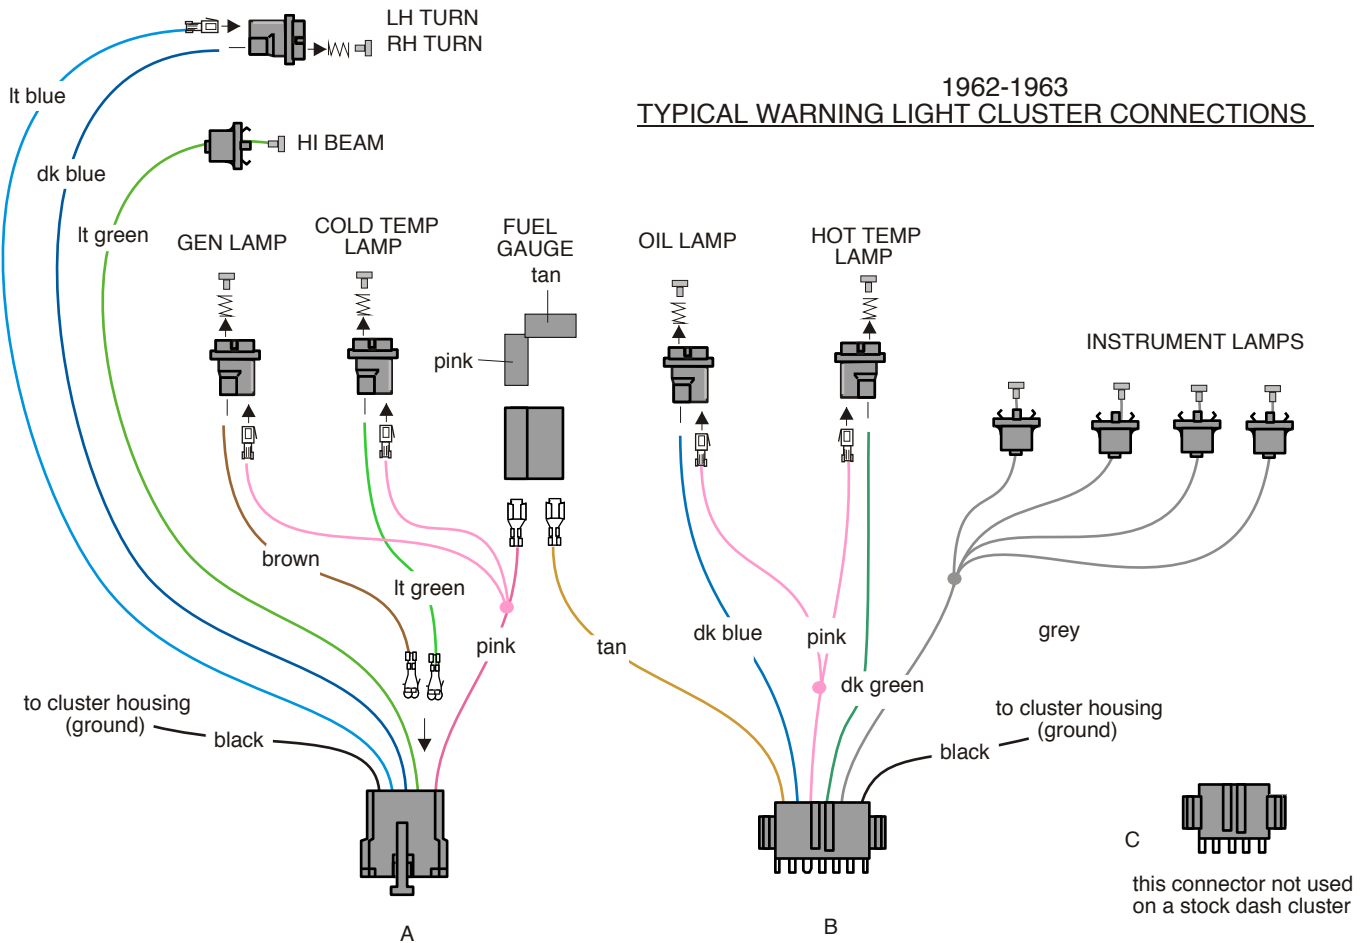 LH TURN
RH TURN
1962-1963
TYPICAL WARNING LIGHT CLUSTER CONNECTIONS
lt blue
HI BEAM
dk blue
lt green
GEN LAMP
COLD TEMP
LAMP
FUEL
GAUGE
tan
pink
OIL LAMP
HOT TEMP
LAMP
INSTRUMENT LAMPS
brown
lt green
pink
tan
dk blue
pink
dk green
grey
to cluster housing
(ground)
black
to cluster housing
(ground)
black
A
B
C
this connector not used
on a stock dash cluster